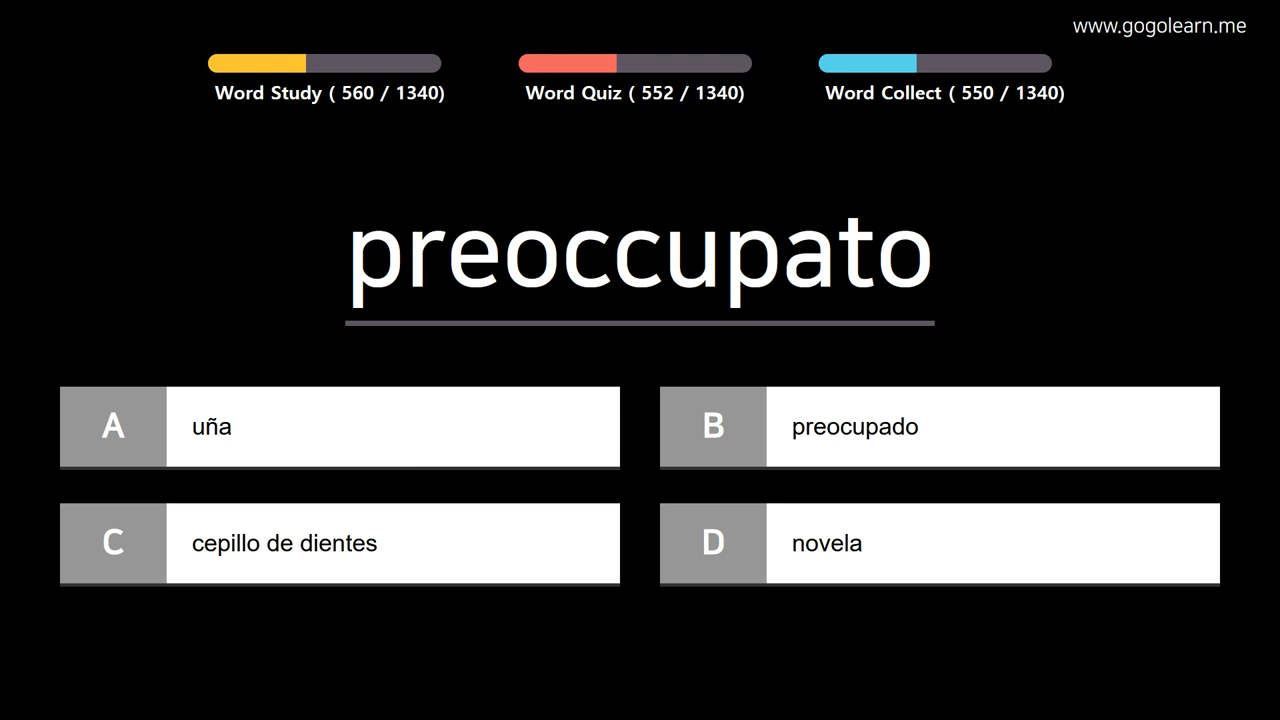 www.gogolearn.me
Word Study ( 560 / 1340)
Word Quiz ( 552 / 1340)
Word Collect ( 550 / 1340)
preoccupato
A uña
B preocupado
C cepillo de dientes
D novela